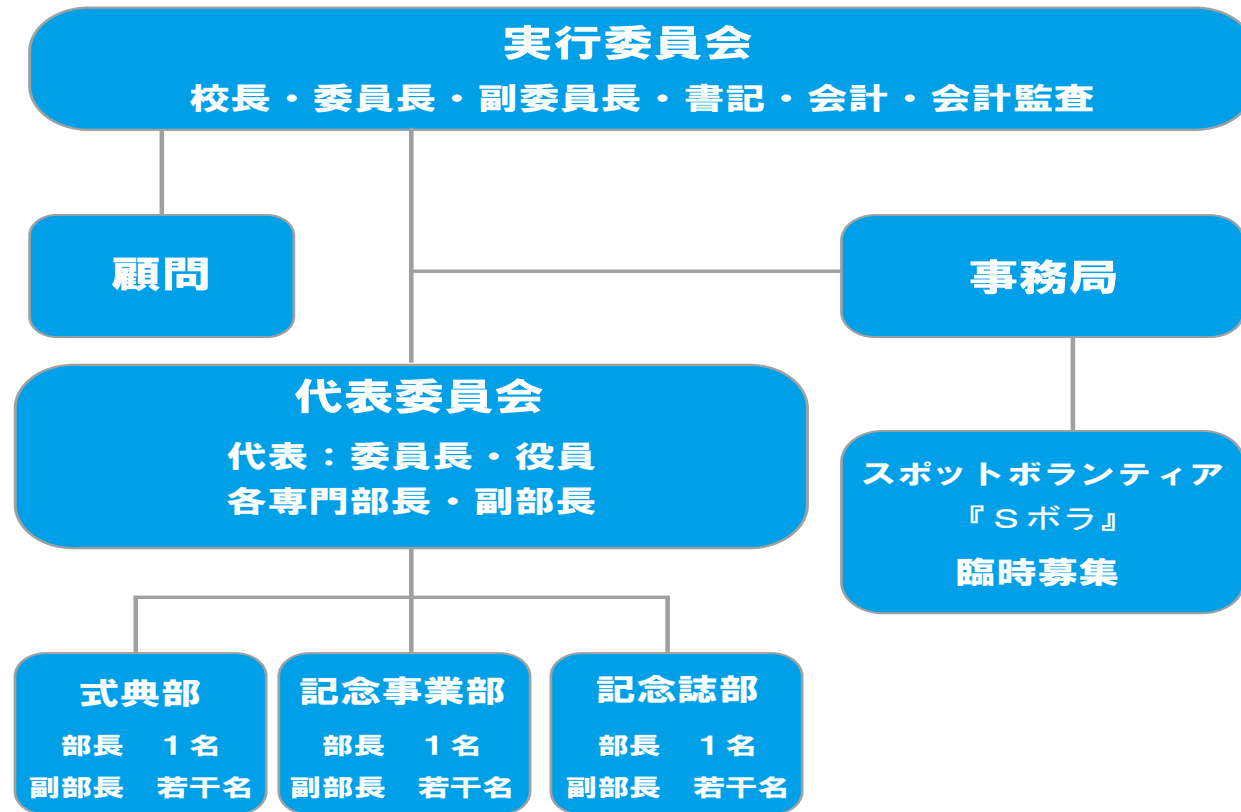 実行委員会
校長・委員長・副委員長・書記・会計・会計監査
顧問
事務局
代表委員会
代表：委員長・役員
各専門部長・副部長
スポットボランティア
『Ｓボラ』
臨時募集
式典部
部長　１名
副部長　若干名
記念事業部
部長　１名
副部長　若干名
記念誌部
部長　１名
副部長　若干名